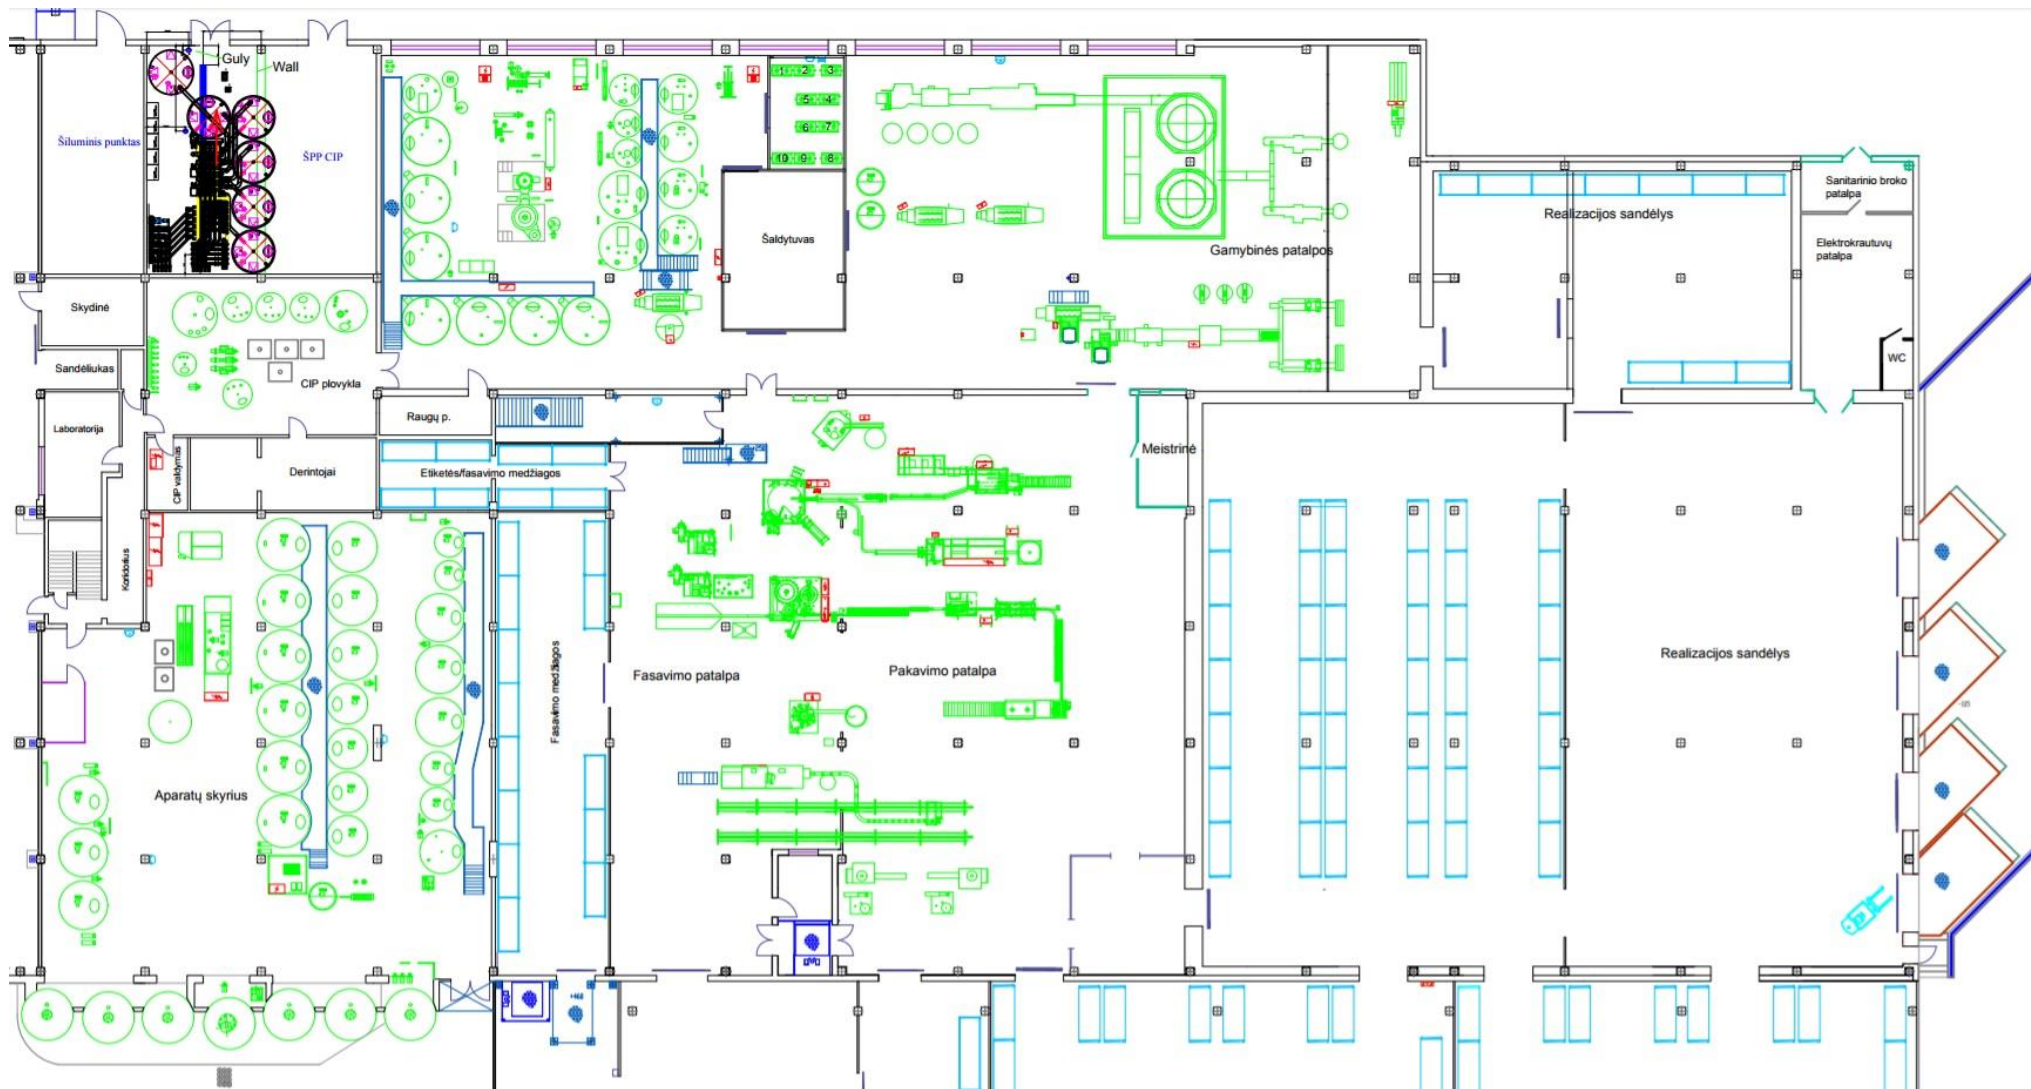 Guly
Wall
Šiluminis punktas
ŠPP CIP
1 2 3
5 4
6 7
10 9 8
Sanitarinio broko
patalpa
Realizacijos sandėlys
Šaldytuvas
Gamybinės patalpos
Elektrokrautuvų
patalpa
Skydinė
WC
Sandėliukas
CIP plovykla
Raugų p.
Laboratorija
Meistrinė
CIP valdymas
Derintojai
Etiketės/fasavimo medžiagos
Koridorius
Fasavimo medžiagos
Fasavimo patalpa
Pakavimo patalpa
Realizacijos sandėlys
Aparatų skyrius